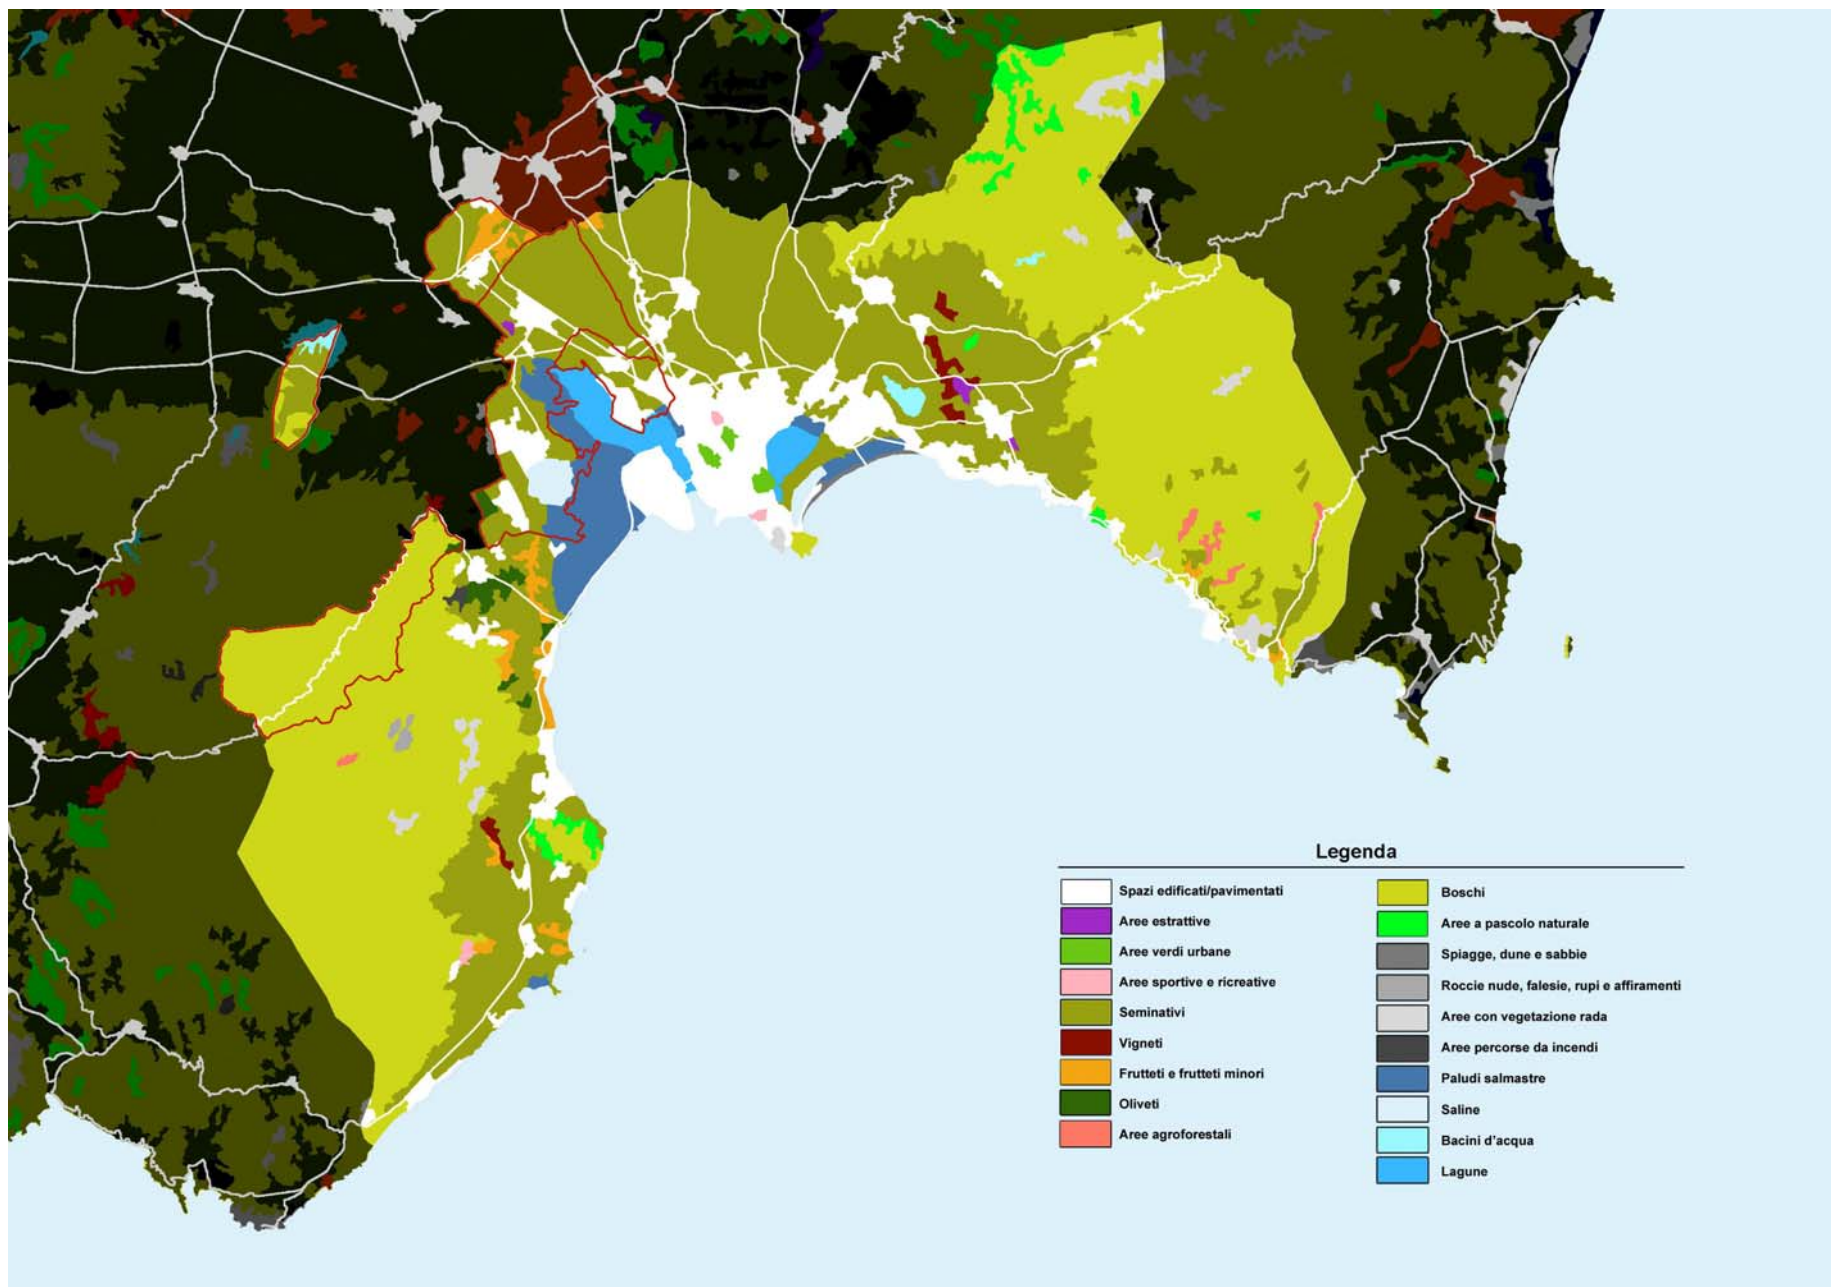 Legenda
Spazi edificati/pavimentati
Aree estrattive
Aree verdi urbane
Aree sportive e ricreative
Seminativi
Vigneti
Frutteti e frutteti minori
Oliveti
Aree agroforestali
Boschi
Aree a pascolo naturale
Spiagge, dune e sabbie
Roccie nude, falesie, rupi e affiramenti
Aree con vegetazione rada
Aree percorse da incendi
Paludi salmastre
Saline
Bacini d'acqua
Lagune